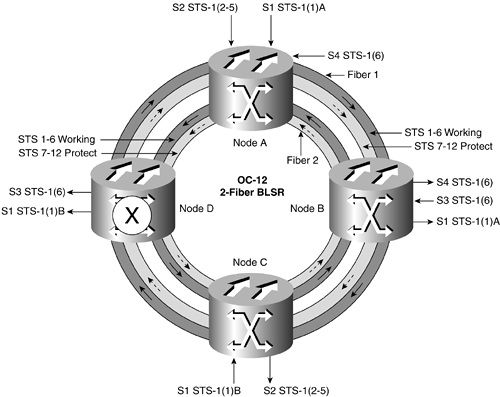 S2 STS-1(2-5)
S1 STS-1(1)A
S4 STS-1(6)
Fiber 1
Node A
STS 1-6 Working
STS 7-12 Protect
STS 1-6 Working
STS 7-12 Protect
Fiber 2
OC-12
2-Fiber BLSR
S3 STS-1(6)
S1 STS-1(1)B
X
Node D
Node B
S4 STS-1(6)
S3 STS-1(6)
S1 STS-1(1)A
Node C
S1 STS-1(1)B
S2 STS-1(2-5)